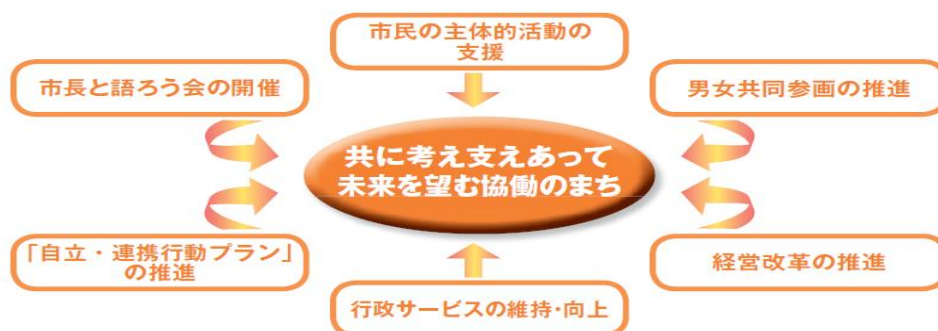 市民の主体的活動の
支援
市長と語ろう会の開催
男女共同参画の推進
共に考え支えあって
未来を望む協働のまち
「自立・連携行動プラン」
の推進
経営改革の推進
行政サービスの維持・向上